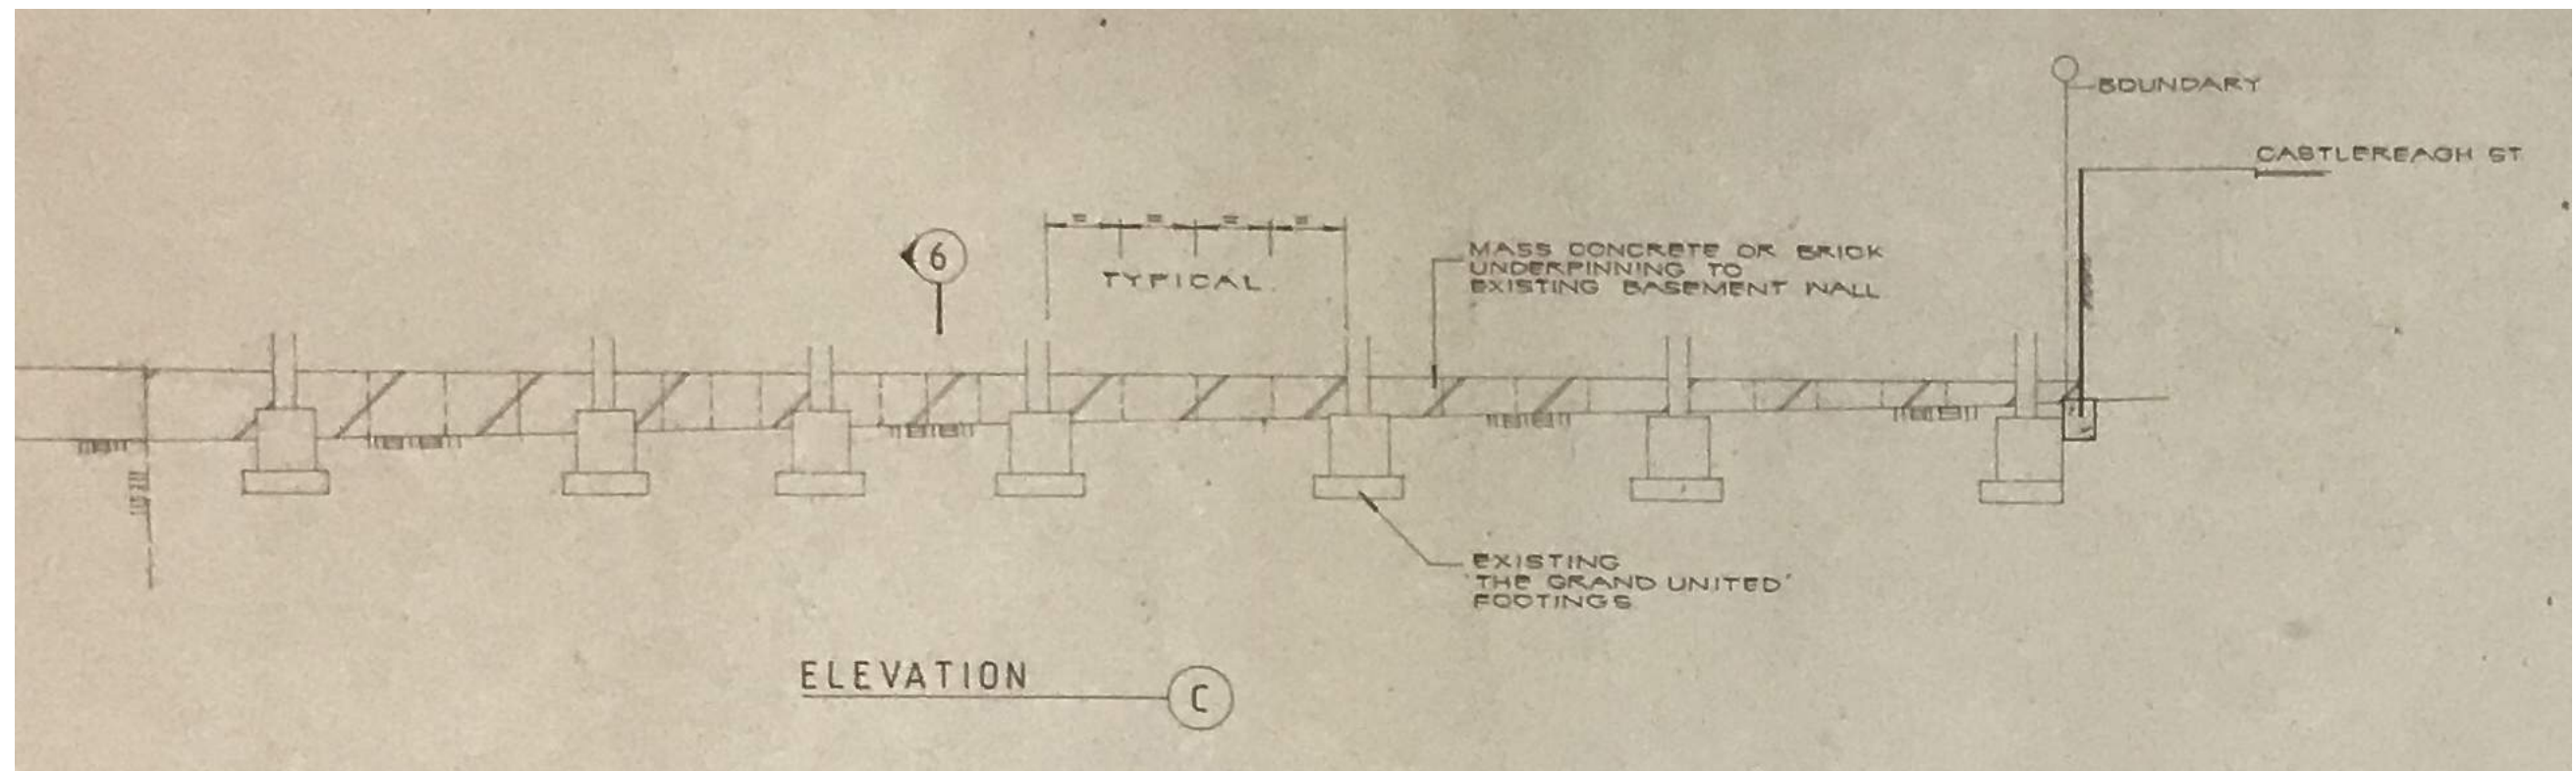 BOUNDARY
CASTLEREAGH ST
= = = =
TYPICAL.
6
MASS CONCRETE OR BRICK
UNDERPINNING TO
EXISTING BASEMENT WALL
EXISTING
'THE GRAND UNITED'
FOOTINGS
ELEVATION C